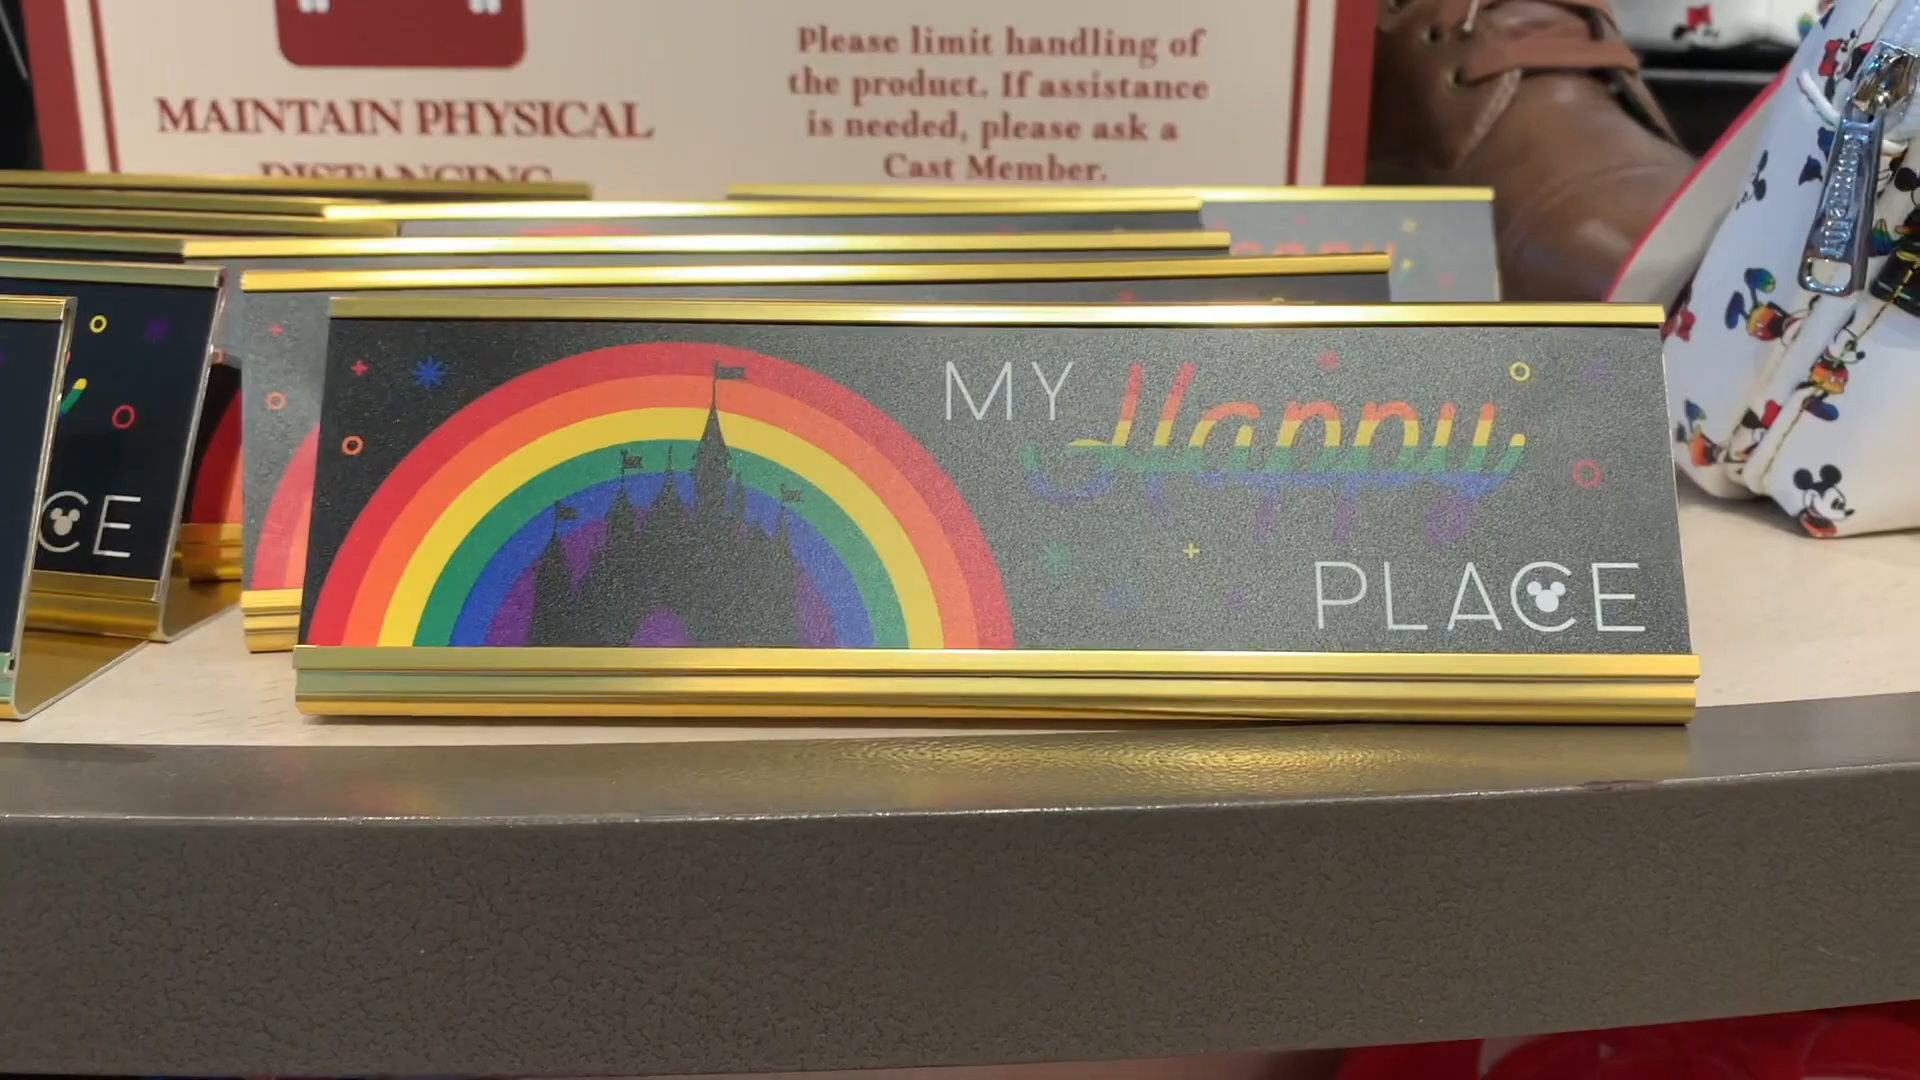 MAINTAIN PHYSICAL
DISTANCING
Please limit handling of
the product. If assistance
is needed, please ask a
Cast Member.
MY Happy
PLACE
CE